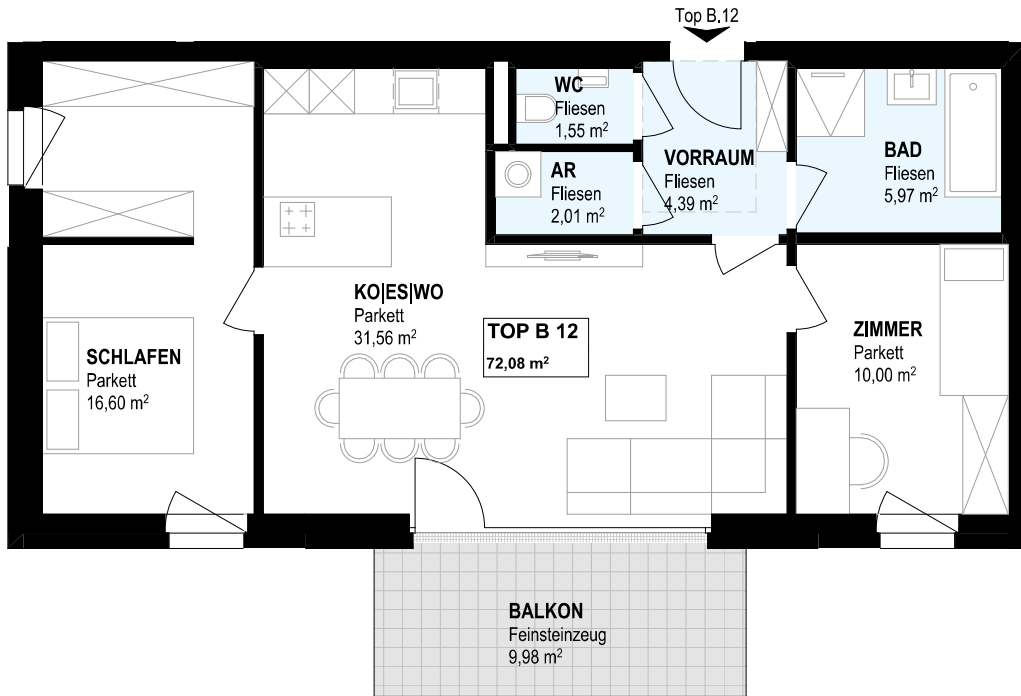 Top B.12
WC
Fliesen
1,55 m²
AR
Fliesen
2,01 m²
VORRAUM
Fliesen
4,39 m²
BAD
Fliesen
5,97 m²
KO|ES|WO
Parkett
31,56 m²
TOP B 12
72,08 m²
SCHLAFEN
Parkett
16,60 m²
ZIMMER
Parkett
10,00 m²
BALKON
Feinsteinzeug
9,98 m²